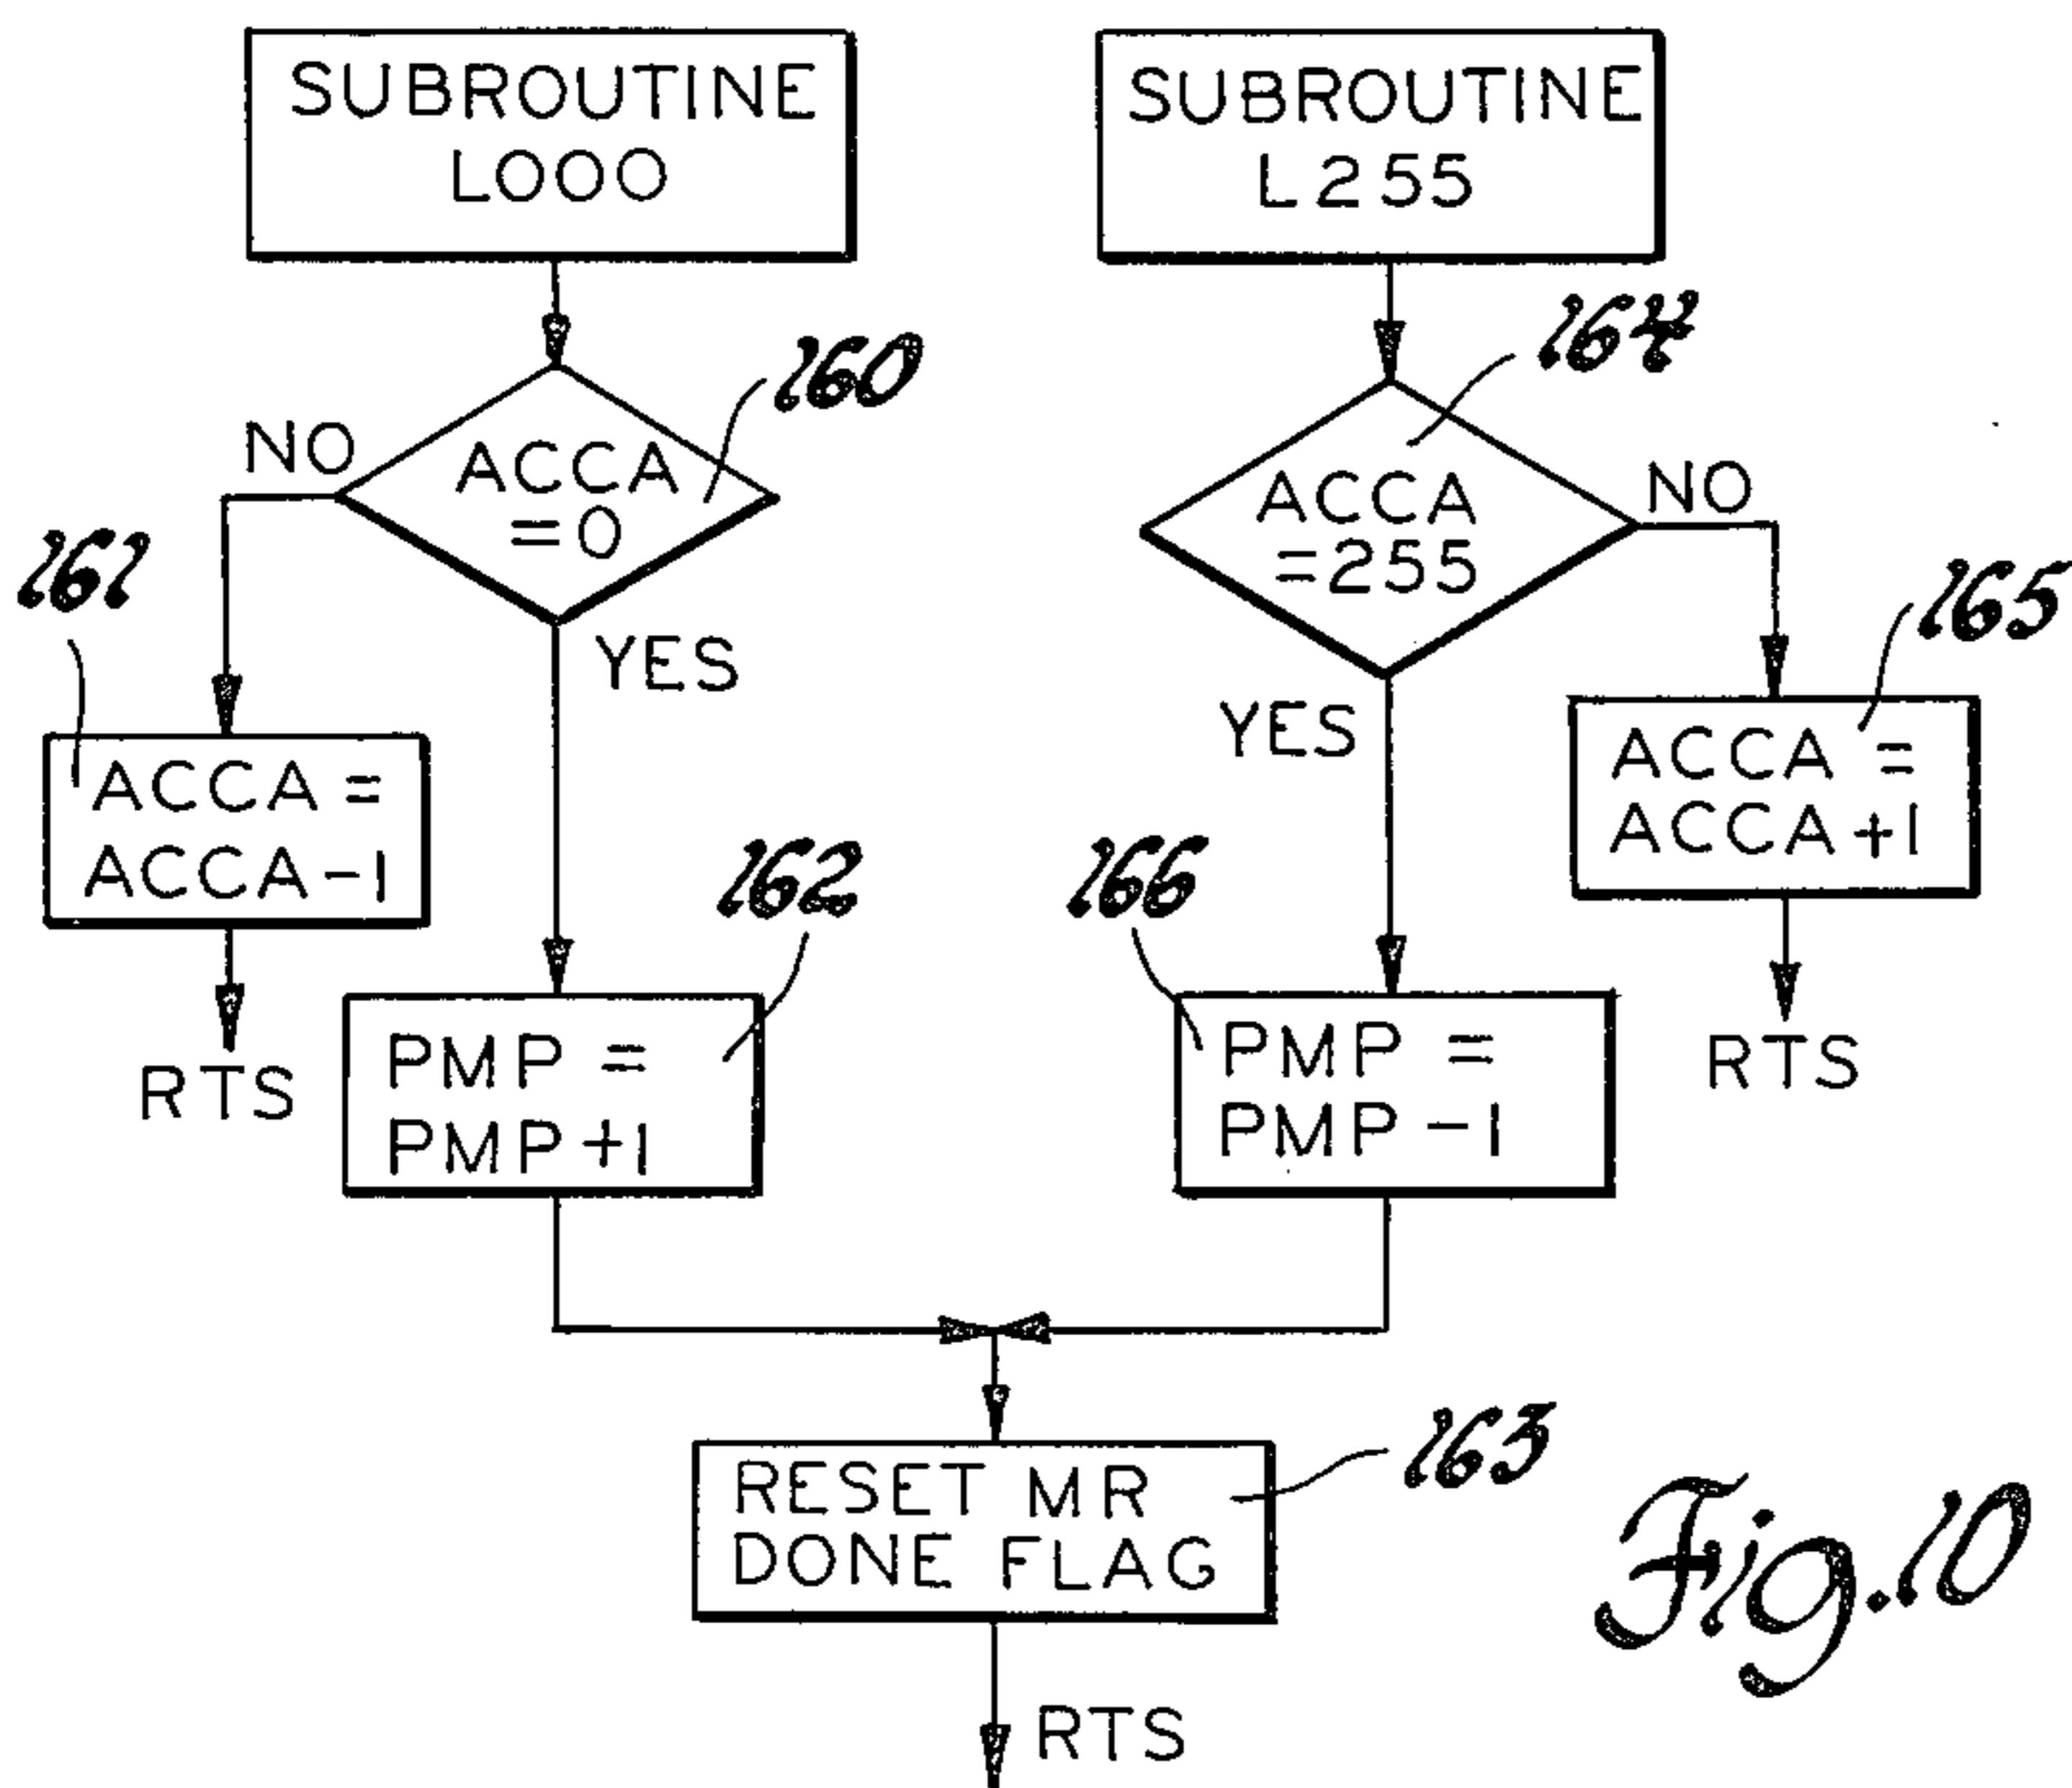 SUBROUTINE
L000
SUBROUTINE
L255
160
164
NO
ACCA
=0
ACCA
=255
NO
161
165
YES
YES
ACCA =
ACCA-1
ACCA =
ACCA+1
162
166
RTS
PMP =
PMP+1
PMP =
PMP-1
RTS
RESET MR
DONE FLAG
163
Fig.10
RTS